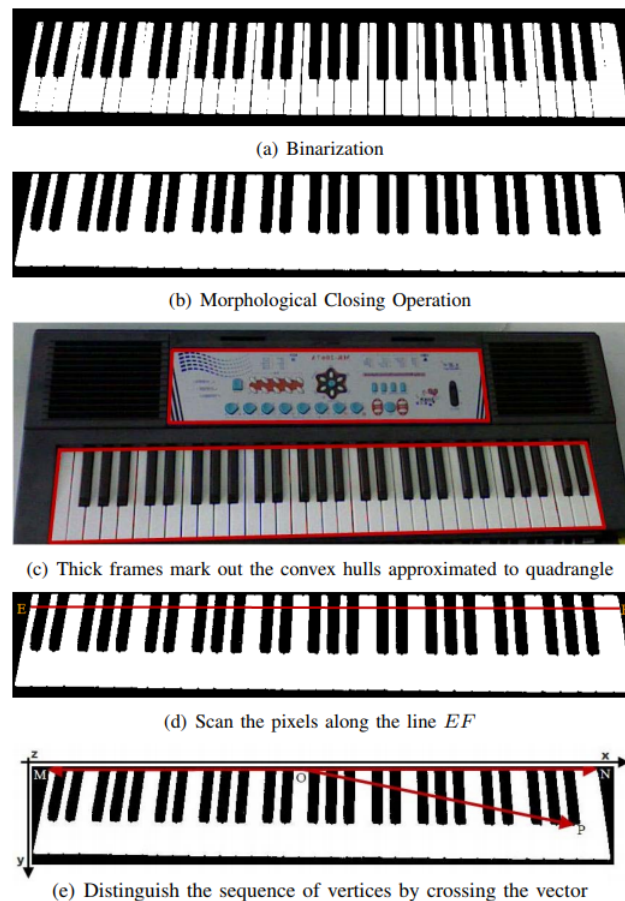 (a) Binarization
(b) Morphological Closing Operation
(c) Thick frames mark out the convex hulls approximated to quadrangle
E
(d) Scan the pixels along the line EF
z x
M O N
P
y
(e) Distinguish the sequence of vertices by crossing the vector